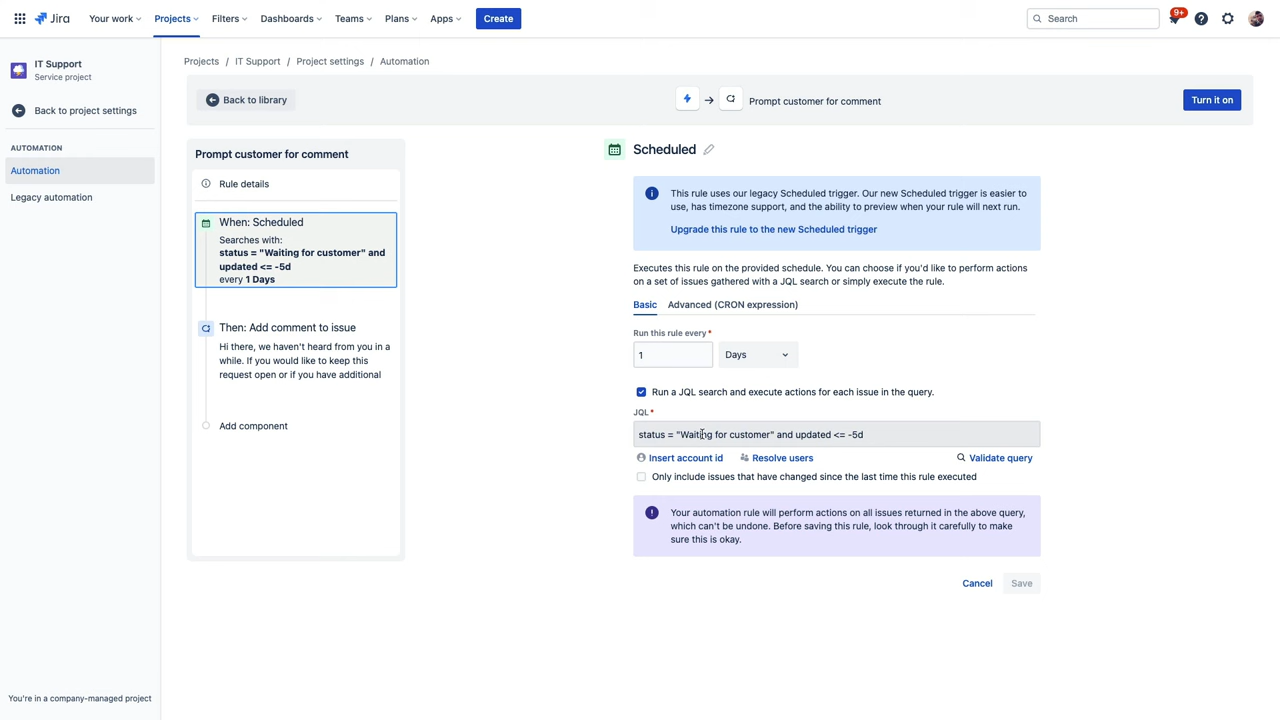 Jira
Your work
Projects
Filters
Dashboards
Teams
Plans
Apps
Create
Search
9+
IT Support
Service project
Back to project settings
AUTOMATION
Automation
Legacy automation
You're in a company-managed project
Projects / IT Support / Project settings / Automation
Back to library
Prompt customer for comment
Turn it on
Prompt customer for comment
Rule details
When: Scheduled
Searches with:
status = "Waiting for customer" and
updated <= -5d
every 1 Days
Then: Add comment to issue
Hi there, we haven't heard from you in a
while. If you would like to keep this
request open or if you have additional
Add component
Scheduled
This rule uses our legacy Scheduled trigger. Our new Scheduled trigger is easier to
use, has timezone support, and the ability to preview when your rule will next run.
Upgrade this rule to the new Scheduled trigger
Executes this rule on the provided schedule. You can choose if you'd like to perform actions
on a set of issues gathered with a JQL search or simply execute the rule.
Basic
Advanced (CRON expression)
Run this rule every*
1
Days
Run a JQL search and execute actions for each issue in the query.
JQL*
status = "Waiting for customer" and updated <= -5d
Insert account id
Resolve users
Validate query
Only include issues that have changed since the last time this rule executed
Your automation rule will perform actions on all issues returned in the above query,
which can't be undone. Before saving this rule, look through it carefully to make
sure this is okay.
Cancel
Save